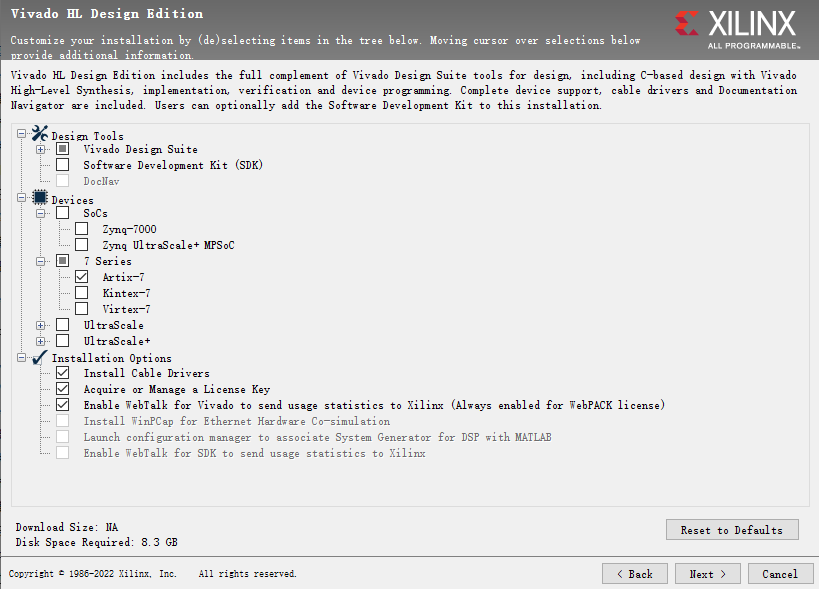 Vivado HL Design Edition
Customize your installation by (de)selecting items in the tree below. Moving cursor over selections below
provide additional information.
XILINX
ALL PROGRAMMABLE™
Vivado HL Design Edition includes the full complement of Vivado Design Suite tools for design, including C-based design with Vivado
High-Level Synthesis, implementation, verification and device programming. Complete device support, cable drivers and Documentation
Navigator are included. Users can optionally add the Software Development Kit to this installation.
Design Tools
Vivado Design Suite
Software Development Kit (SDK)
DocNav
Devices
SoCs
Zynq-7000
Zynq UltraScale+ MPSoC
7 Series
Artix-7
Kintex-7
Virtex-7
UltraScale
UltraScale+
Installation Options
Install Cable Drivers
Acquire or Manage a License Key
Enable WebTalk for Vivado to send usage statistics to Xilinx (Always enabled for WebPACK license)
Install WinPCap for Ethernet Hardware Co-simulation
Launch configuration manager to associate System Generator for DSP with MATLAB
Enable WebTalk for SDK to send usage statistics to Xilinx
Download Size: NA
Disk Space Required: 8.3 GB
Reset to Defaults
Copyright © 1986-2022 Xilinx, Inc. All rights reserved.
< Back
Next >
Cancel